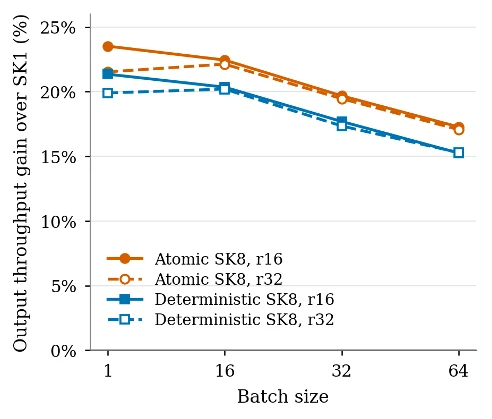 Output throughput gain over SK1 (%)
25%
20%
15%
10%
5%
0%
Atomic SK8, r16
Atomic SK8, r32
Deterministic SK8, r16
Deterministic SK8, r32
1
16
32
64
Batch size